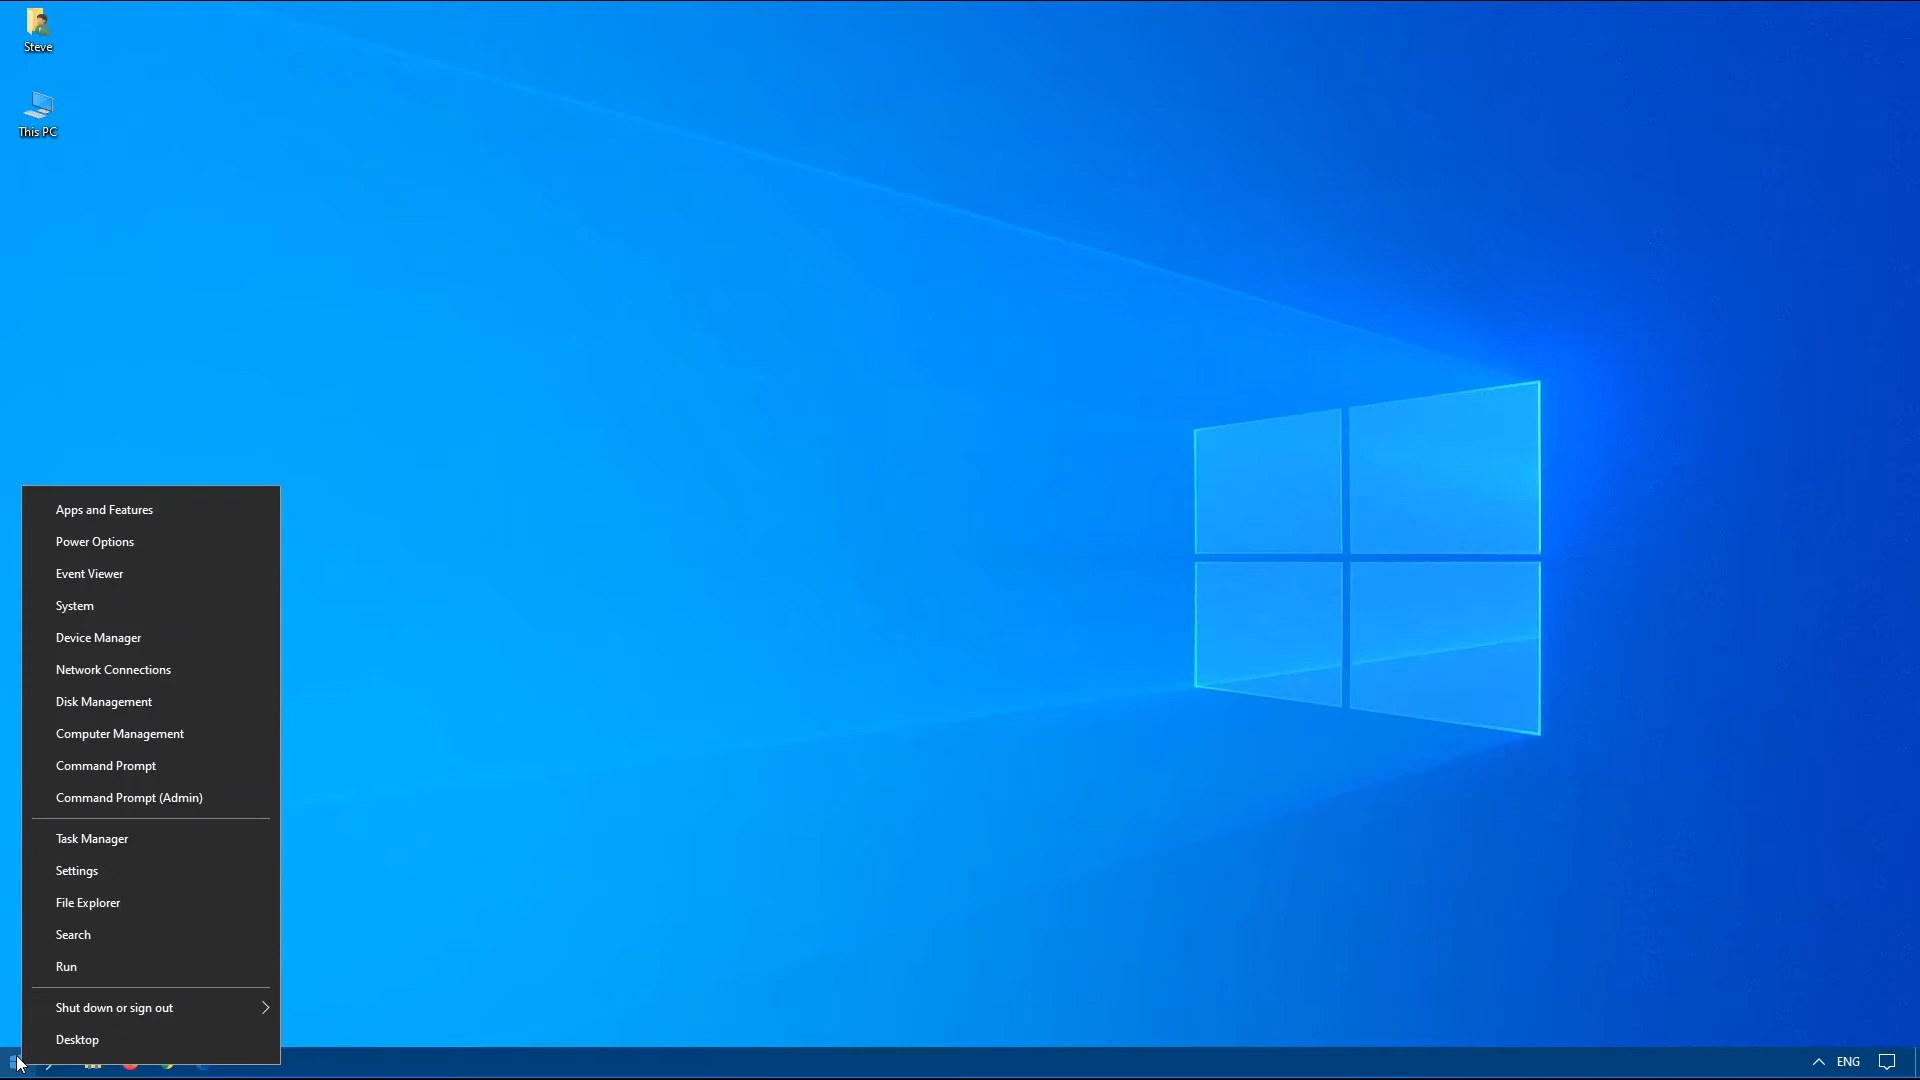 Steve
This PC
Apps and Features
Power Options
Event Viewer
System
Device Manager
Network Connections
Disk Management
Computer Management
Command Prompt
Command Prompt (Admin)
Task Manager
Settings
File Explorer
Search
Run
Shut down or sign out
Desktop
ENG